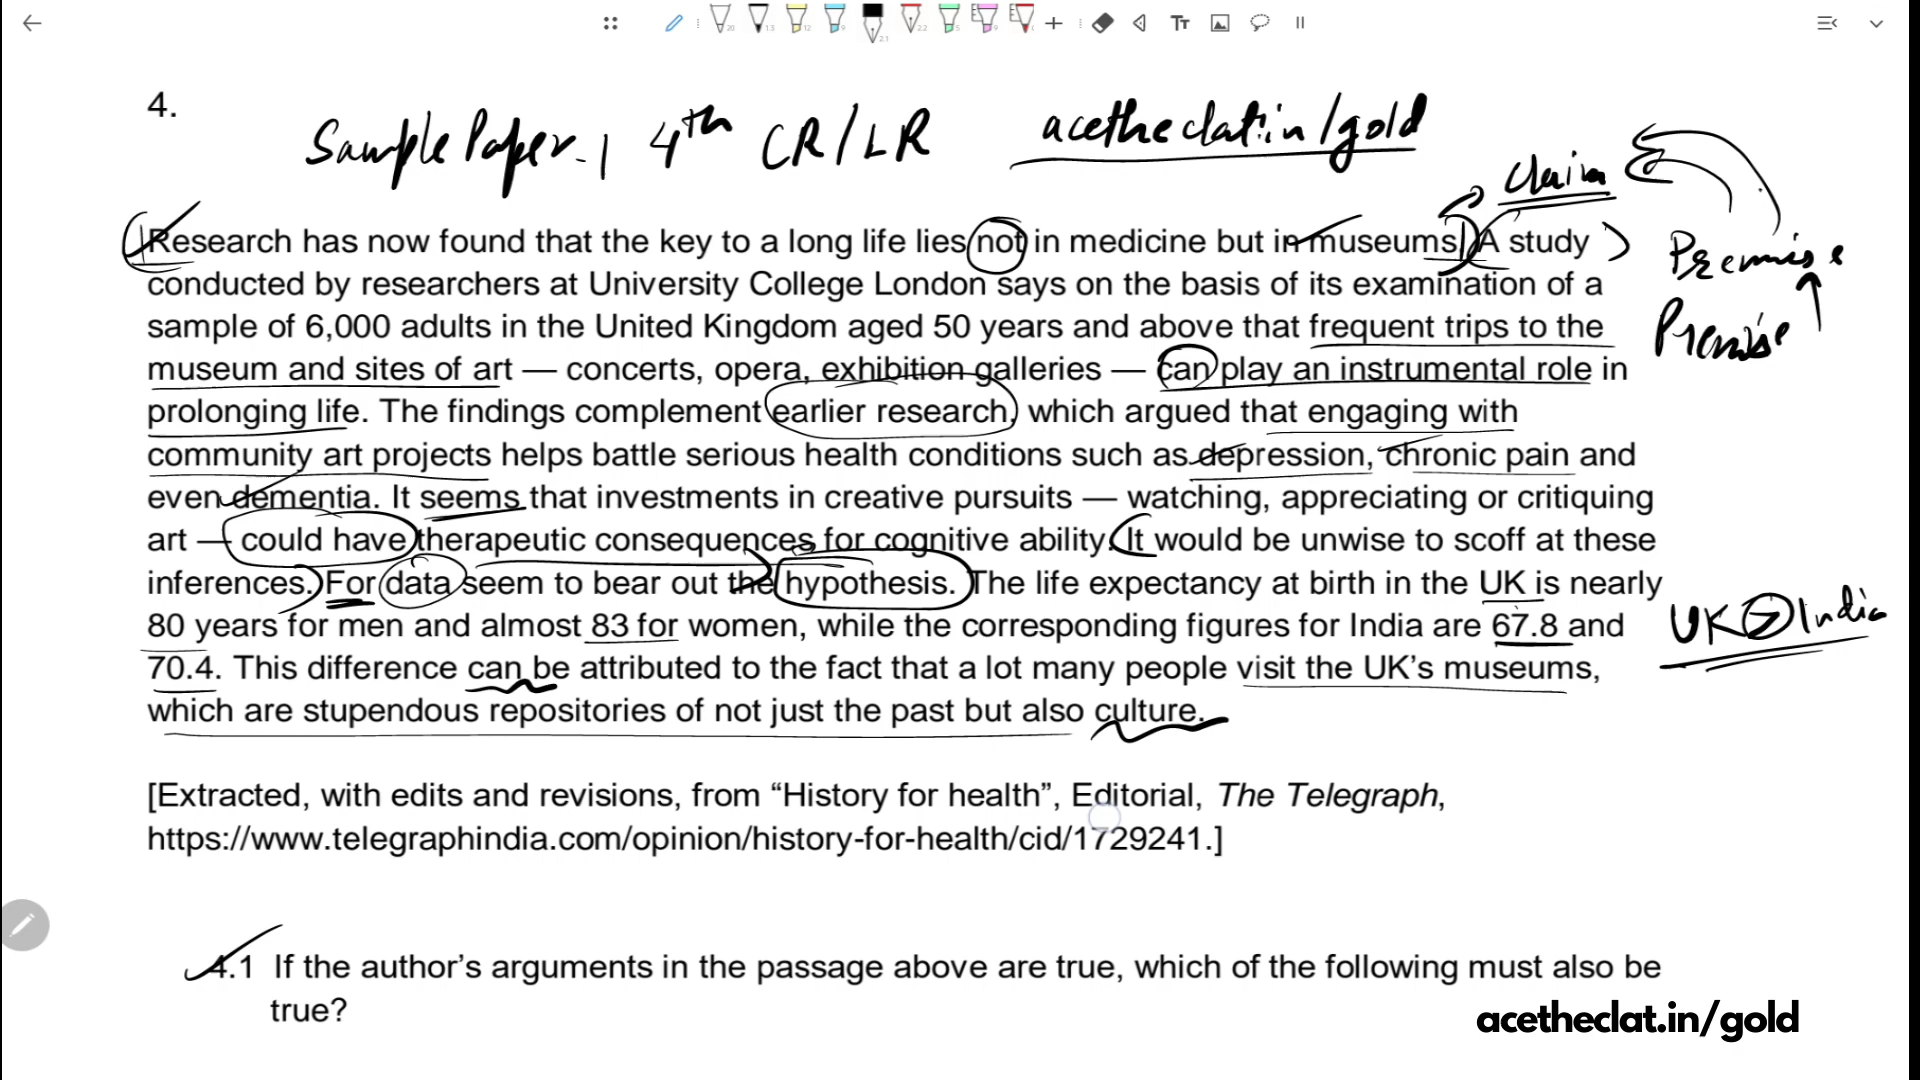 4.
Sample Paper-1 4th CR/LR acetheclat.in/gold
Claim
Research has now found that the key to a long life lies not in medicine but in museums. A study
conducted by researchers at University College London says on the basis of its examination of a
sample of 6,000 adults in the United Kingdom aged 50 years and above that frequent trips to the
museum and sites of art — concerts, opera, exhibition galleries — can play an instrumental role in
prolonging life. The findings complement earlier research, which argued that engaging with
community art projects helps battle serious health conditions such as depression, chronic pain and
even dementia. It seems that investments in creative pursuits — watching, appreciating or critiquing
art — could have therapeutic consequences for cognitive ability. It would be unwise to scoff at these
inferences. For data seem to bear out the hypothesis. The life expectancy at birth in the UK is nearly
80 years for men and almost 83 for women, while the corresponding figures for India are 67.8 and
70.4. This difference can be attributed to the fact that a lot many people visit the UK's museums,
which are stupendous repositories of not just the past but also culture.
Premise
Premise
UK > India
[Extracted, with edits and revisions, from “History for health”, Editorial, The Telegraph,
https://www.telegraphindia.com/opinion/history-for-health/cid/1729241.]
4.1 If the author's arguments in the passage above are true, which of the following must also be
true?
acetheclat.in/gold